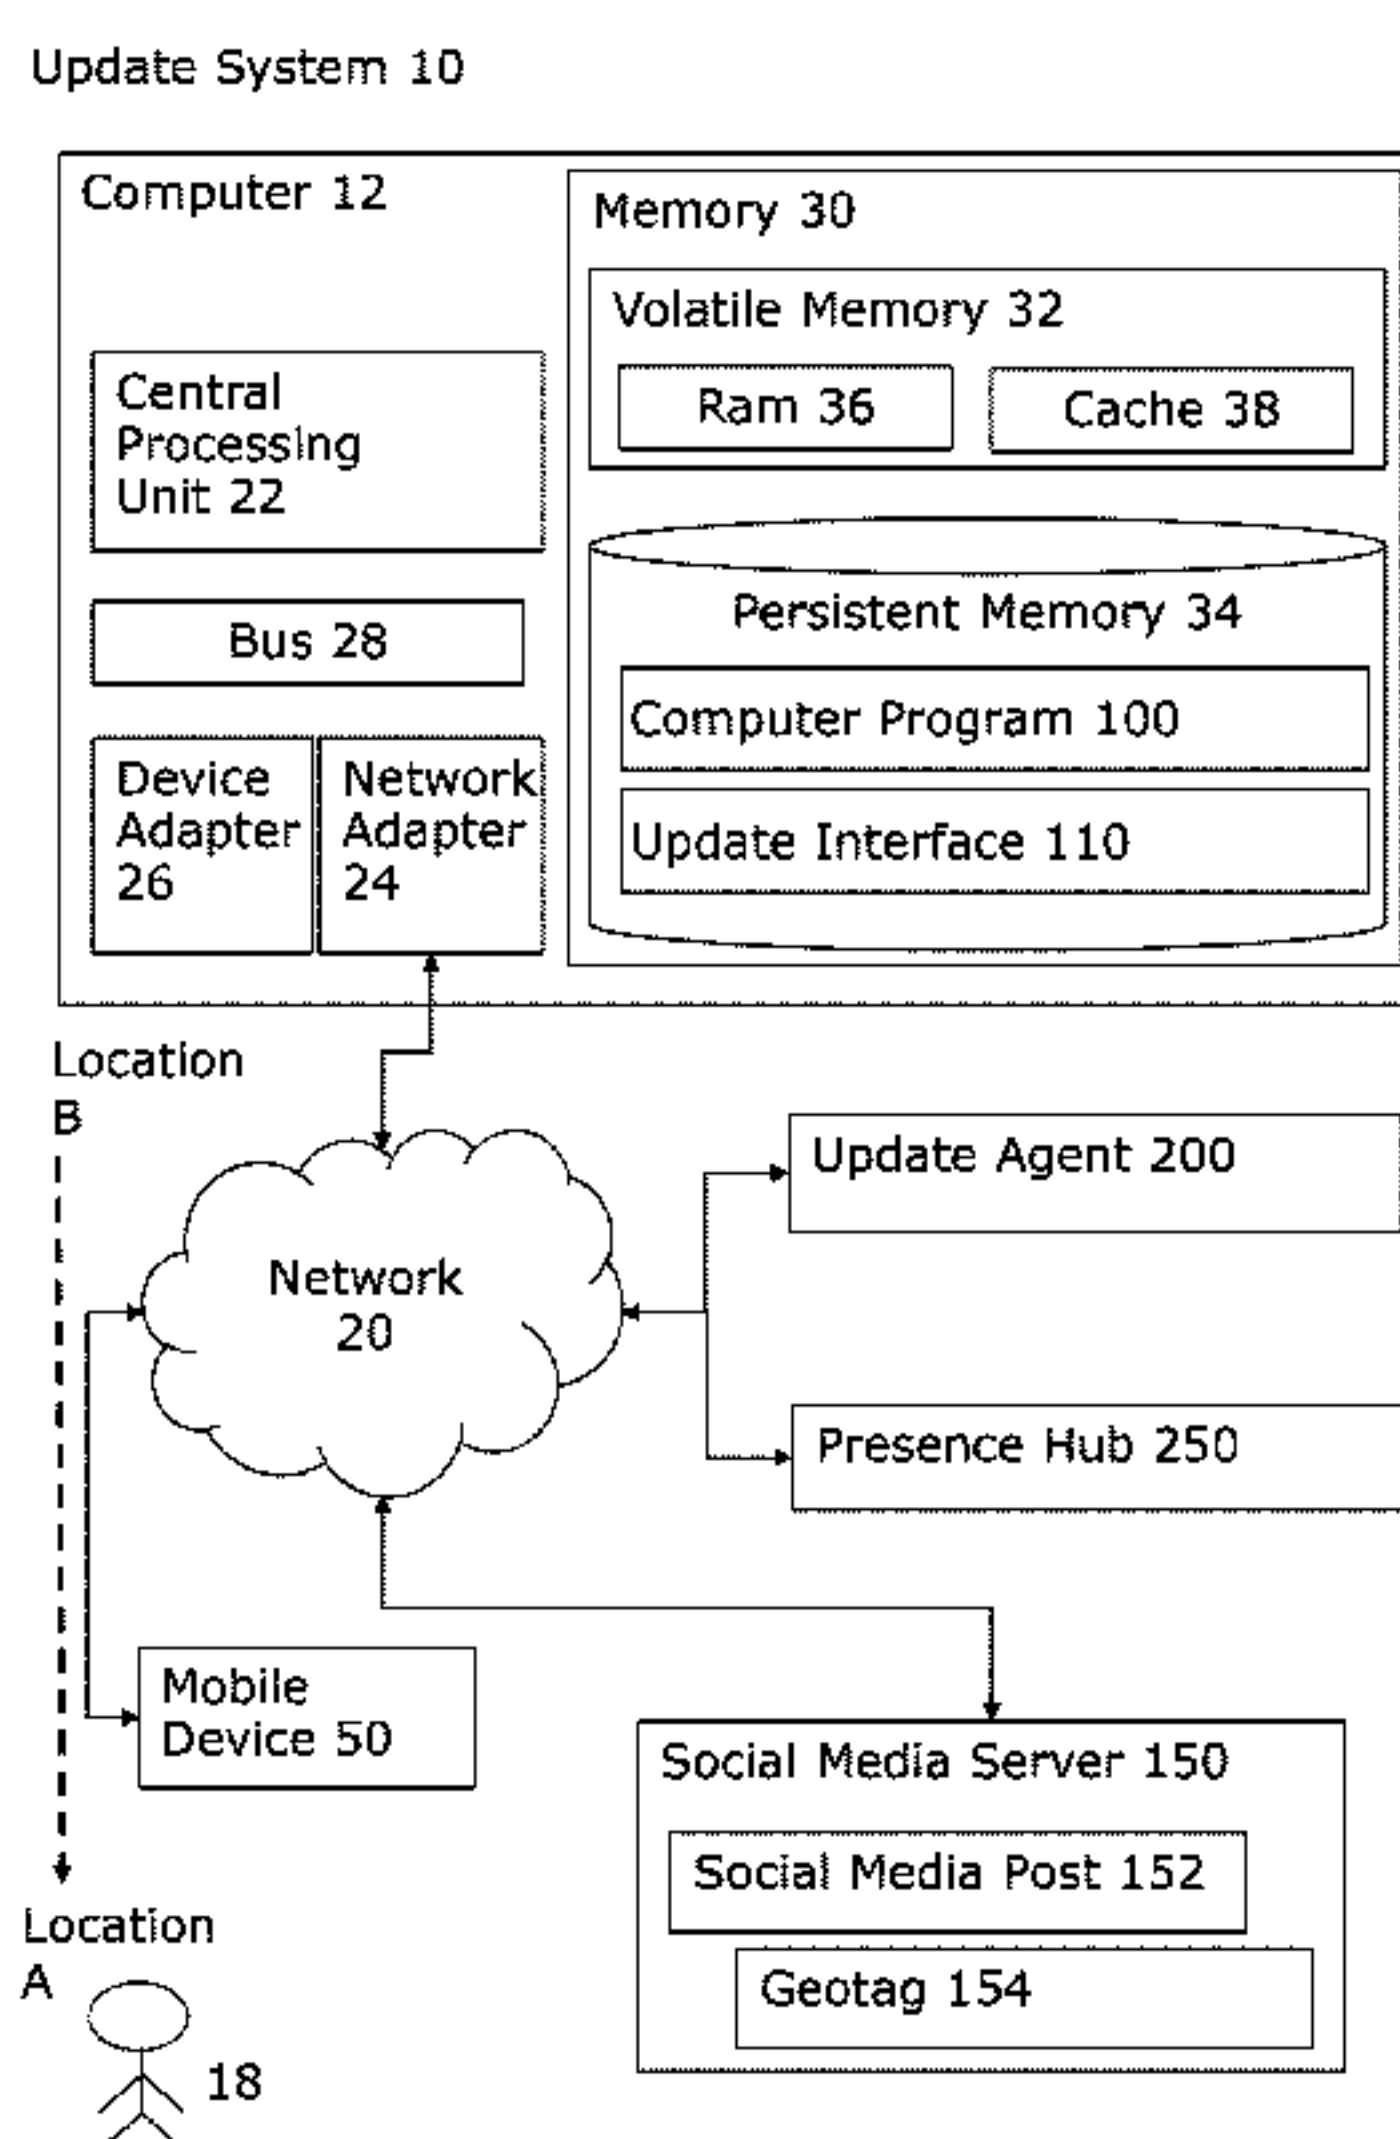 Update System 10
Computer 12
Memory 30
Volatile Memory 32
Ram 36
Cache 38
Central
Processing
Unit 22
Bus 28
Persistent Memory 34
Computer Program 100
Update Interface 110
Device
Adapter
26
Network
Adapter
24
Location
B
Update Agent 200
Network
20
Presence Hub 250
Mobile
Device 50
Social Media Server 150
Social Media Post 152
Geotag 154
Location
A
18